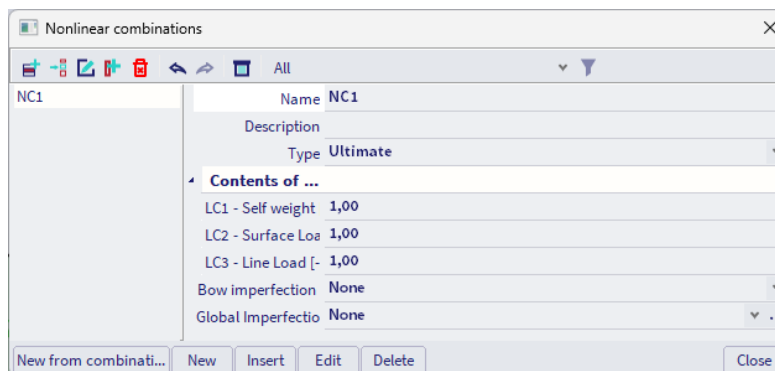 Nonlinear combinations
All
NC1
Name NC1
Description
Type Ultimate
Contents of ...
LC1 - Self weight 1,00
LC2 - Surface Loa 1,00
LC3 - Line Load [- 1,00
Bow imperfection None
Global Imperfectio None
New from combinati... New Insert Edit Delete Close